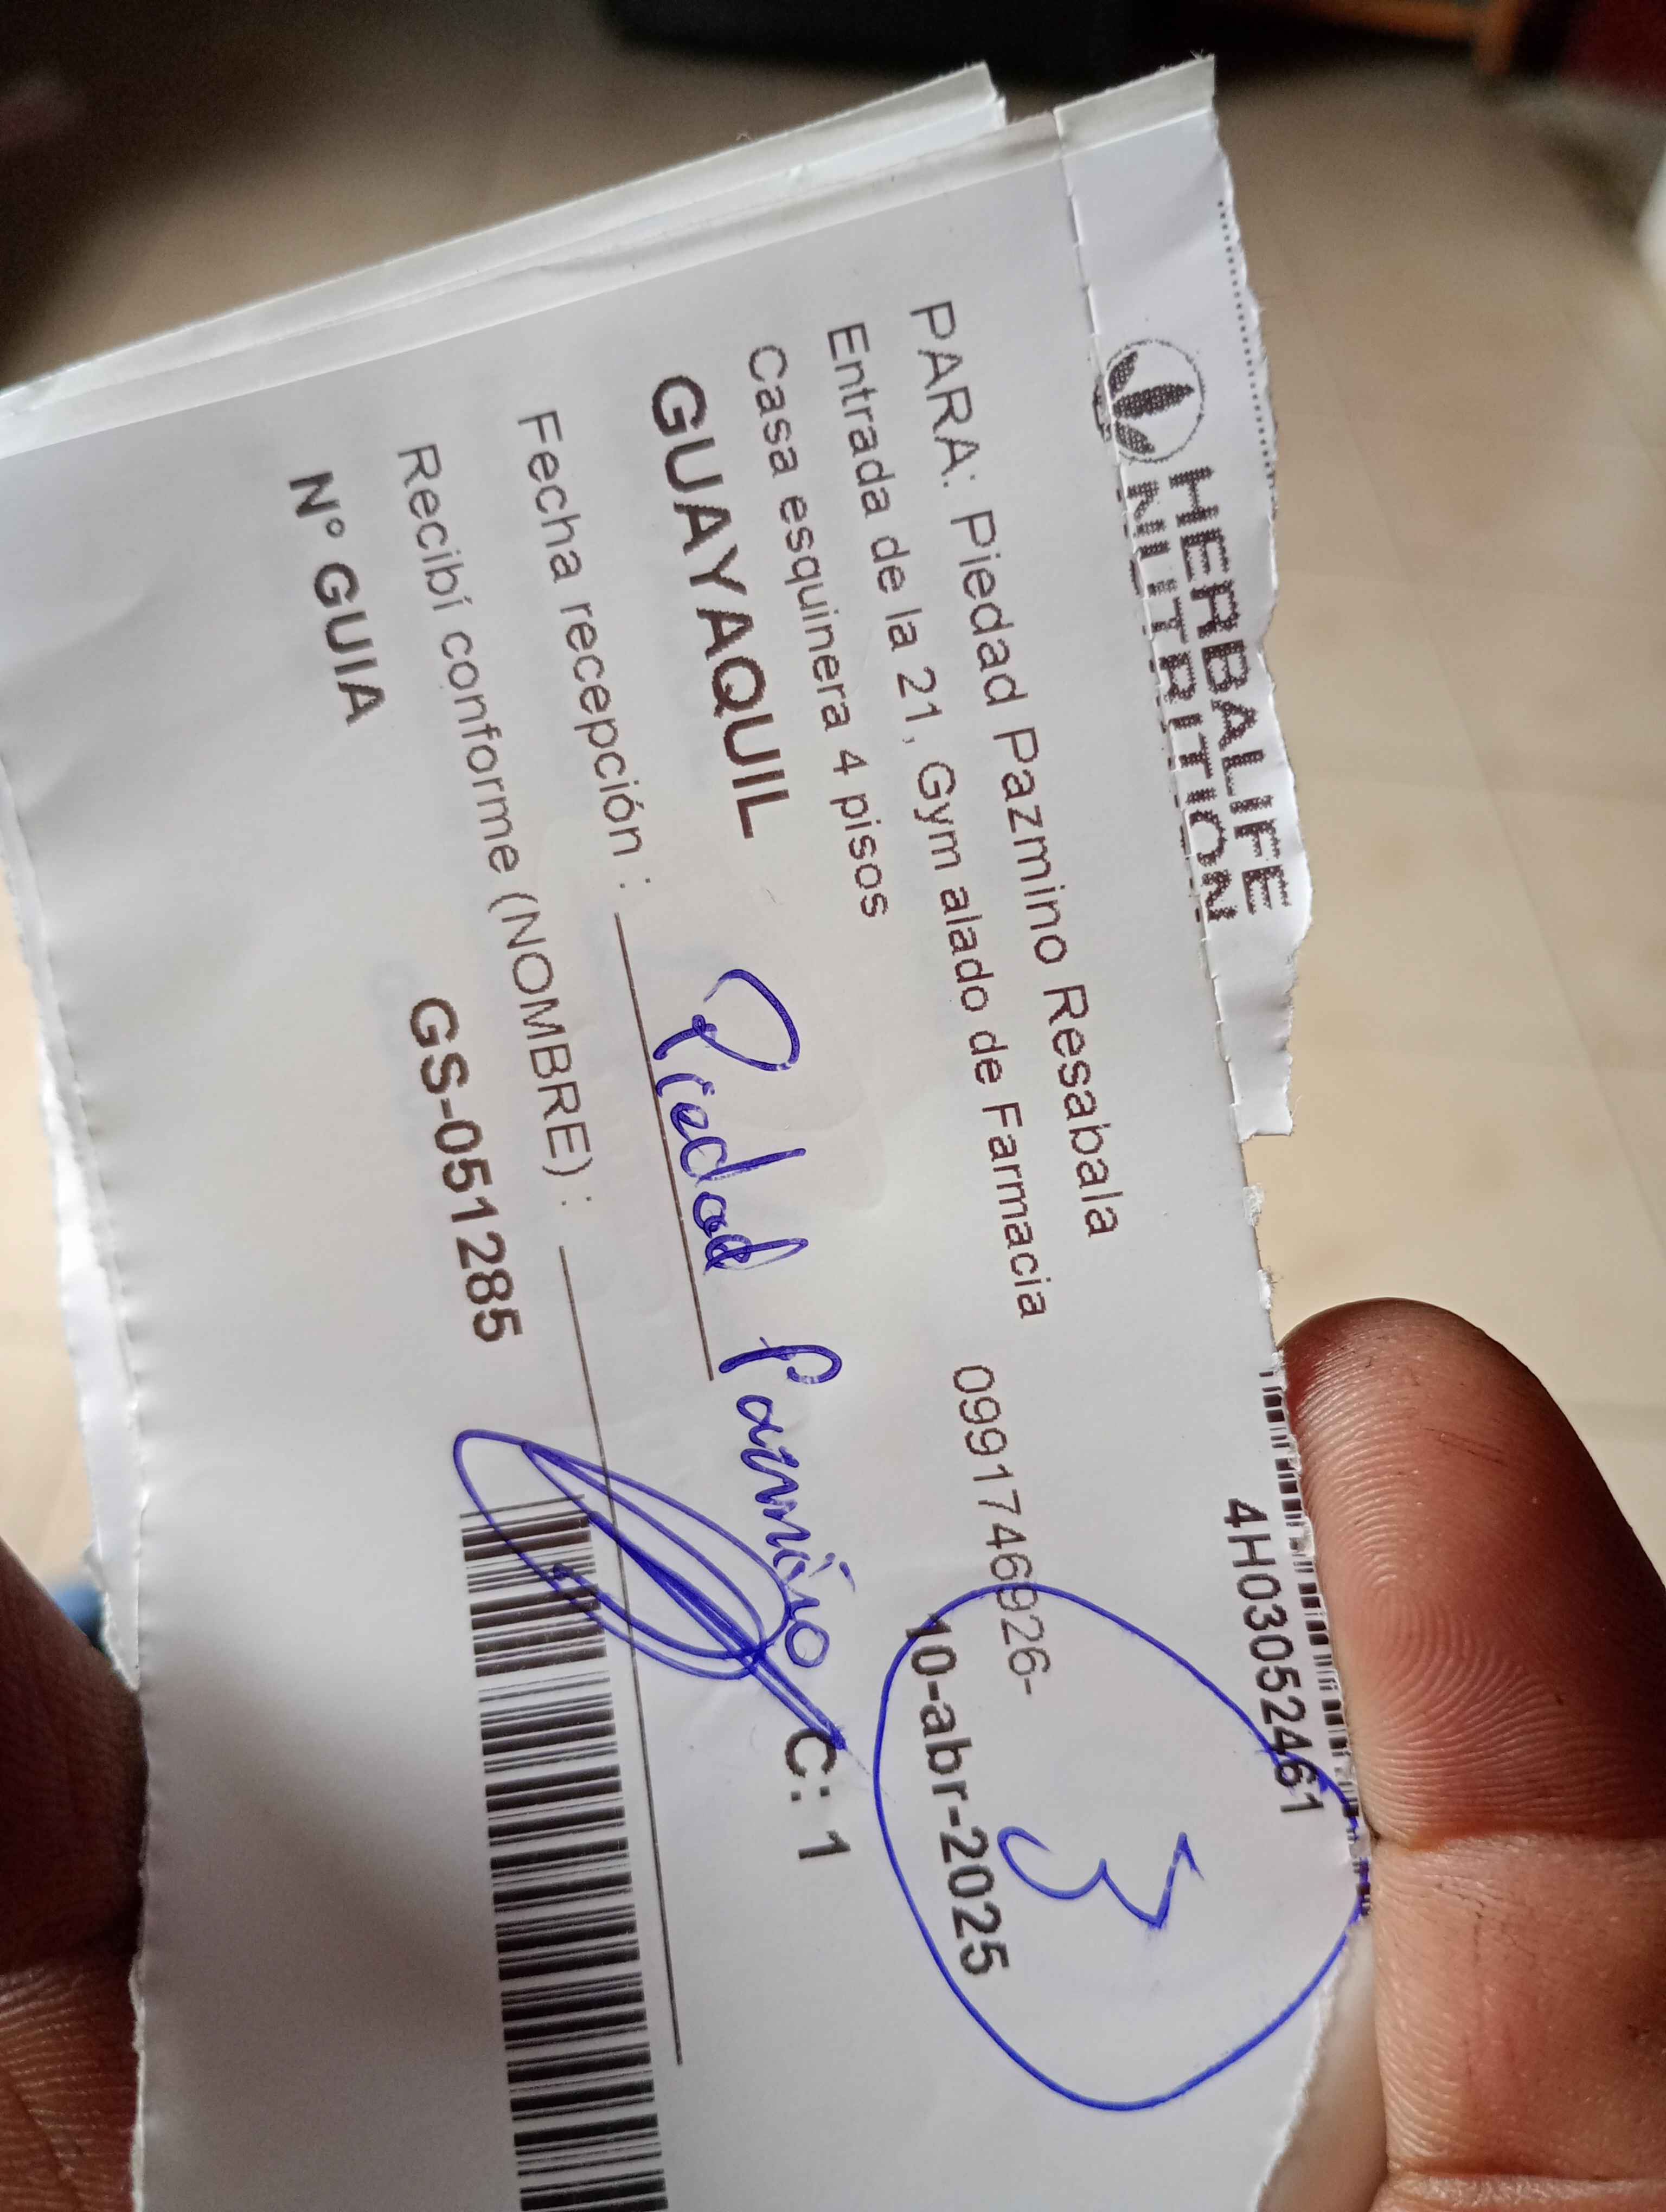 HERBALIFE
NUTRITION
4H03052461
3
PARA: Piedad Pazmino Resabala
Entrada de la 21, Gym alado de Farmacia 0991746926-
Casa esquinera 4 pisos 10-abr-2025
GUAYAQUIL
Piedad Pazmiño C: 1
Fecha recepción :
Recibí conforme (NOMBRE) :
N° GUIA GS-051285